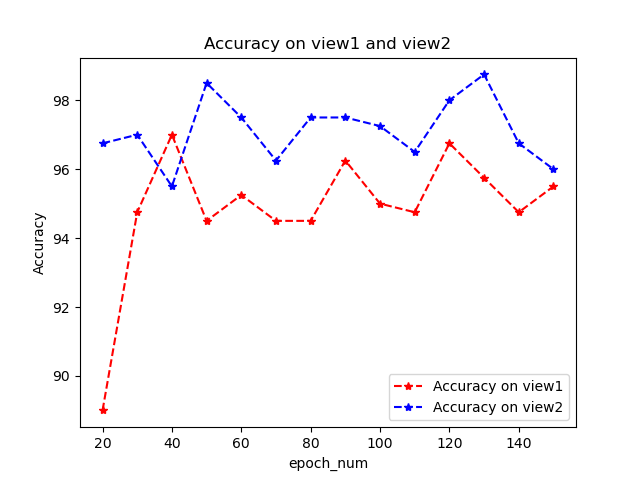 Accuracy on view1 and view2
98
96
94
92
90
Accuracy
20 40 60 80 100 120 140
epoch_num
Accuracy on view1
Accuracy on view2